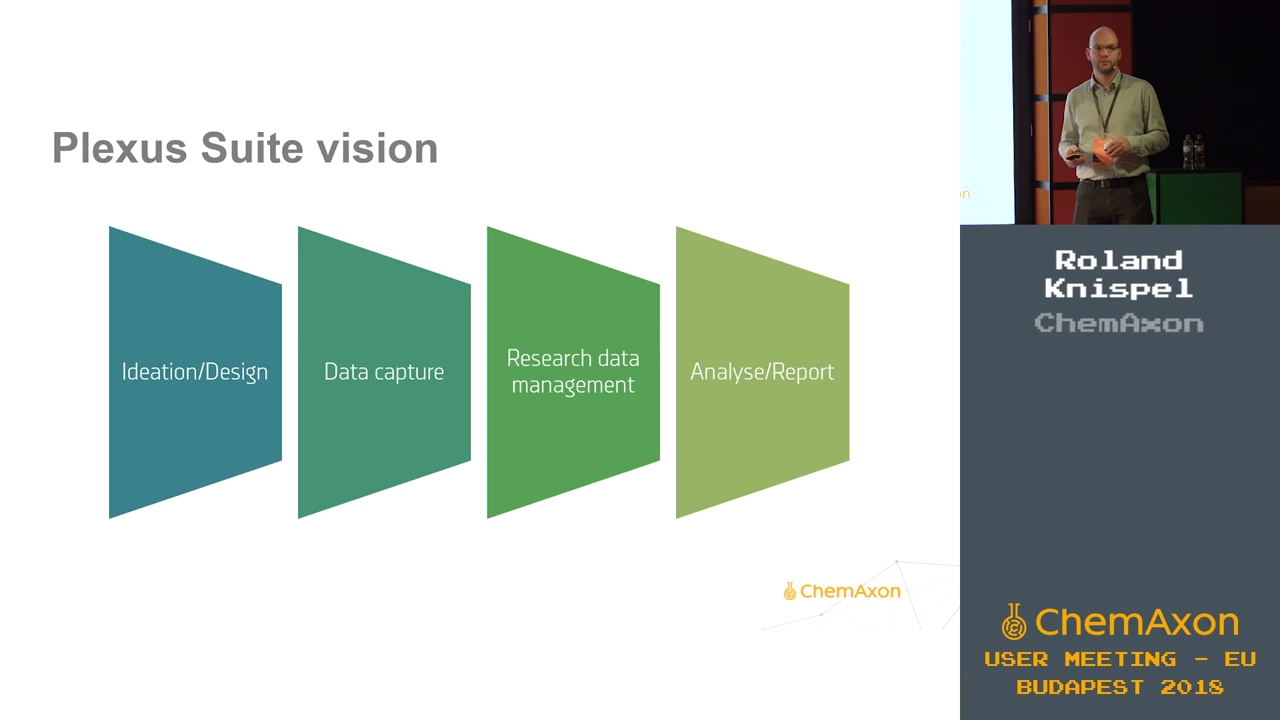 Plexus Suite vision
Ideation/Design
Data capture
Research data
management
Analyse/Report
ChemAxon
on
Roland
Knispel
ChemAxon
ChemAxon
USER MEETING - EU
BUDAPEST 2018